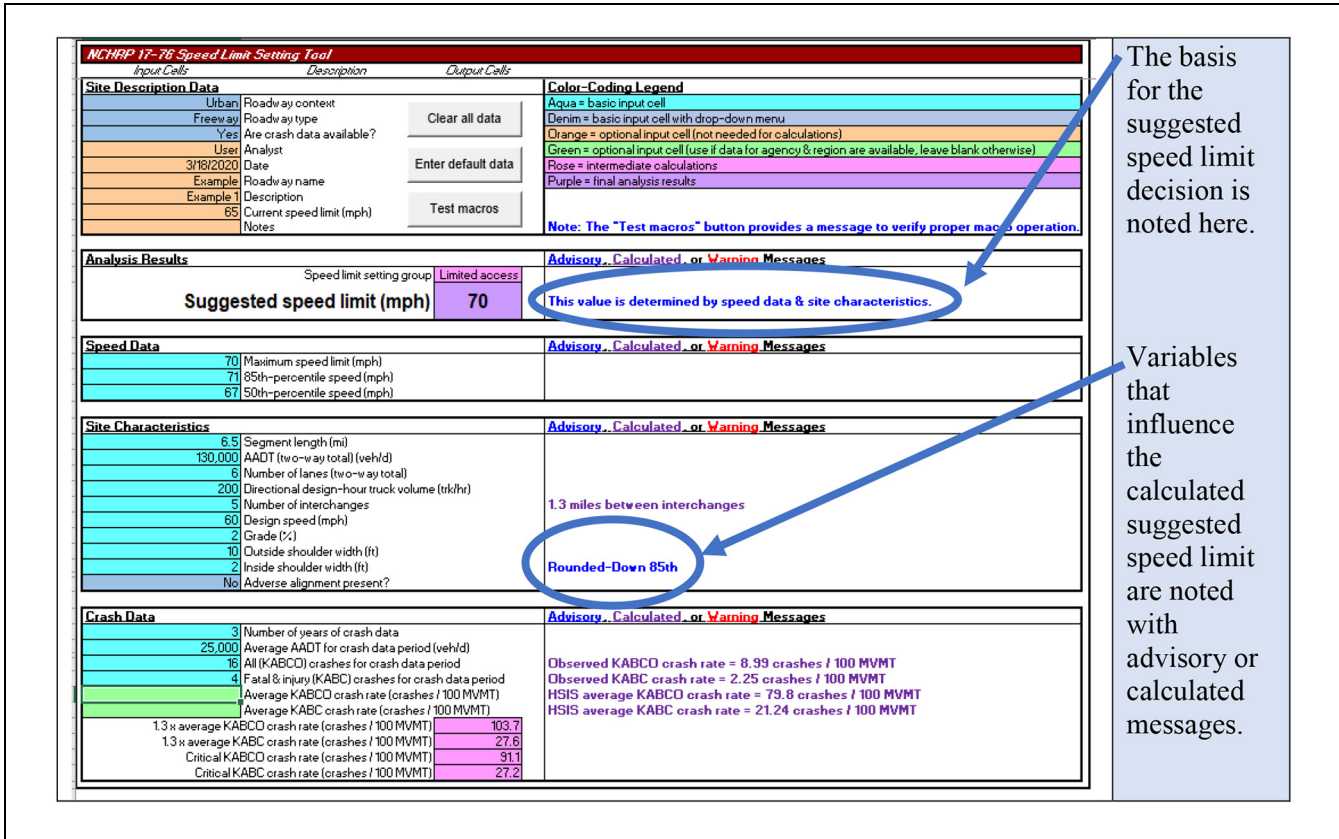 NCHRP 17-76 Speed Limit Setting Tool
Input Cells Description Output Cells
Site Description Data
Urban Roadway context
Freeway Roadway type
Yes Are crash data available?
User Analyst
3/18/2020 Date
Example Roadway name
Example 1 Description
65 Current speed limit (mph)
Notes
Clear all data
Enter default data
Test macros
Color-Coding Legend
Aqua = basic input cell
Denim = basic input cell with drop-down menu
Orange = optional input cell (not needed for calculations)
Green = optional input cell (use if data for agency & region are available, leave blank otherwise)
Rose = intermediate calculations
Purple = final analysis results
Note: The "Test macros" button provides a message to verify proper macro operation.
Analysis Results
Speed limit setting group Limited access
Suggested speed limit (mph) 70
Advisory, Calculated, or Warning Messages
This value is determined by speed data & site characteristics.
Speed Data
70 Maximum speed limit (mph)
71 85th-percentile speed (mph)
67 50th-percentile speed (mph)
Advisory, Calculated, or Warning Messages
Site Characteristics
6.5 Segment length (mi)
130,000 AADT (two-way total) (veh/d)
6 Number of lanes (two-way total)
200 Directional design-hour truck volume (trk/hr)
5 Number of interchanges
60 Design speed (mph)
2 Grade (%)
10 Outside shoulder width (ft)
2 Inside shoulder width (ft)
No Adverse alignment present?
Advisory, Calculated, or Warning Messages
1.3 miles between interchanges
Rounded-Down 85th
Crash Data
3 Number of years of crash data
25,000 Average AADT for crash data period (veh/d)
16 All (KABCO) crashes for crash data period
4 Fatal & injury (KABC) crashes for crash data period
Average KABCO crash rate (crashes / 100 MVMT)
Average KABC crash rate (crashes / 100 MVMT)
1.3 x average KABCO crash rate (crashes / 100 MVMT) 103.7
1.3 x average KABC crash rate (crashes / 100 MVMT) 27.6
Critical KABCO crash rate (crashes / 100 MVMT) 91.1
Critical KABC crash rate (crashes / 100 MVMT) 27.2
Advisory, Calculated, or Warning Messages
Observed KABCO crash rate = 8.99 crashes / 100 MVMT
Observed KABC crash rate = 2.25 crashes / 100 MVMT
HSIS average KABCO crash rate = 79.8 crashes / 100 MVMT
HSIS average KABC crash rate = 21.24 crashes / 100 MVMT
The basis
for the
suggested
speed limit
decision is
noted here.
Variables
that
influence
the
calculated
suggested
speed limit
are noted
with
advisory or
calculated
messages.